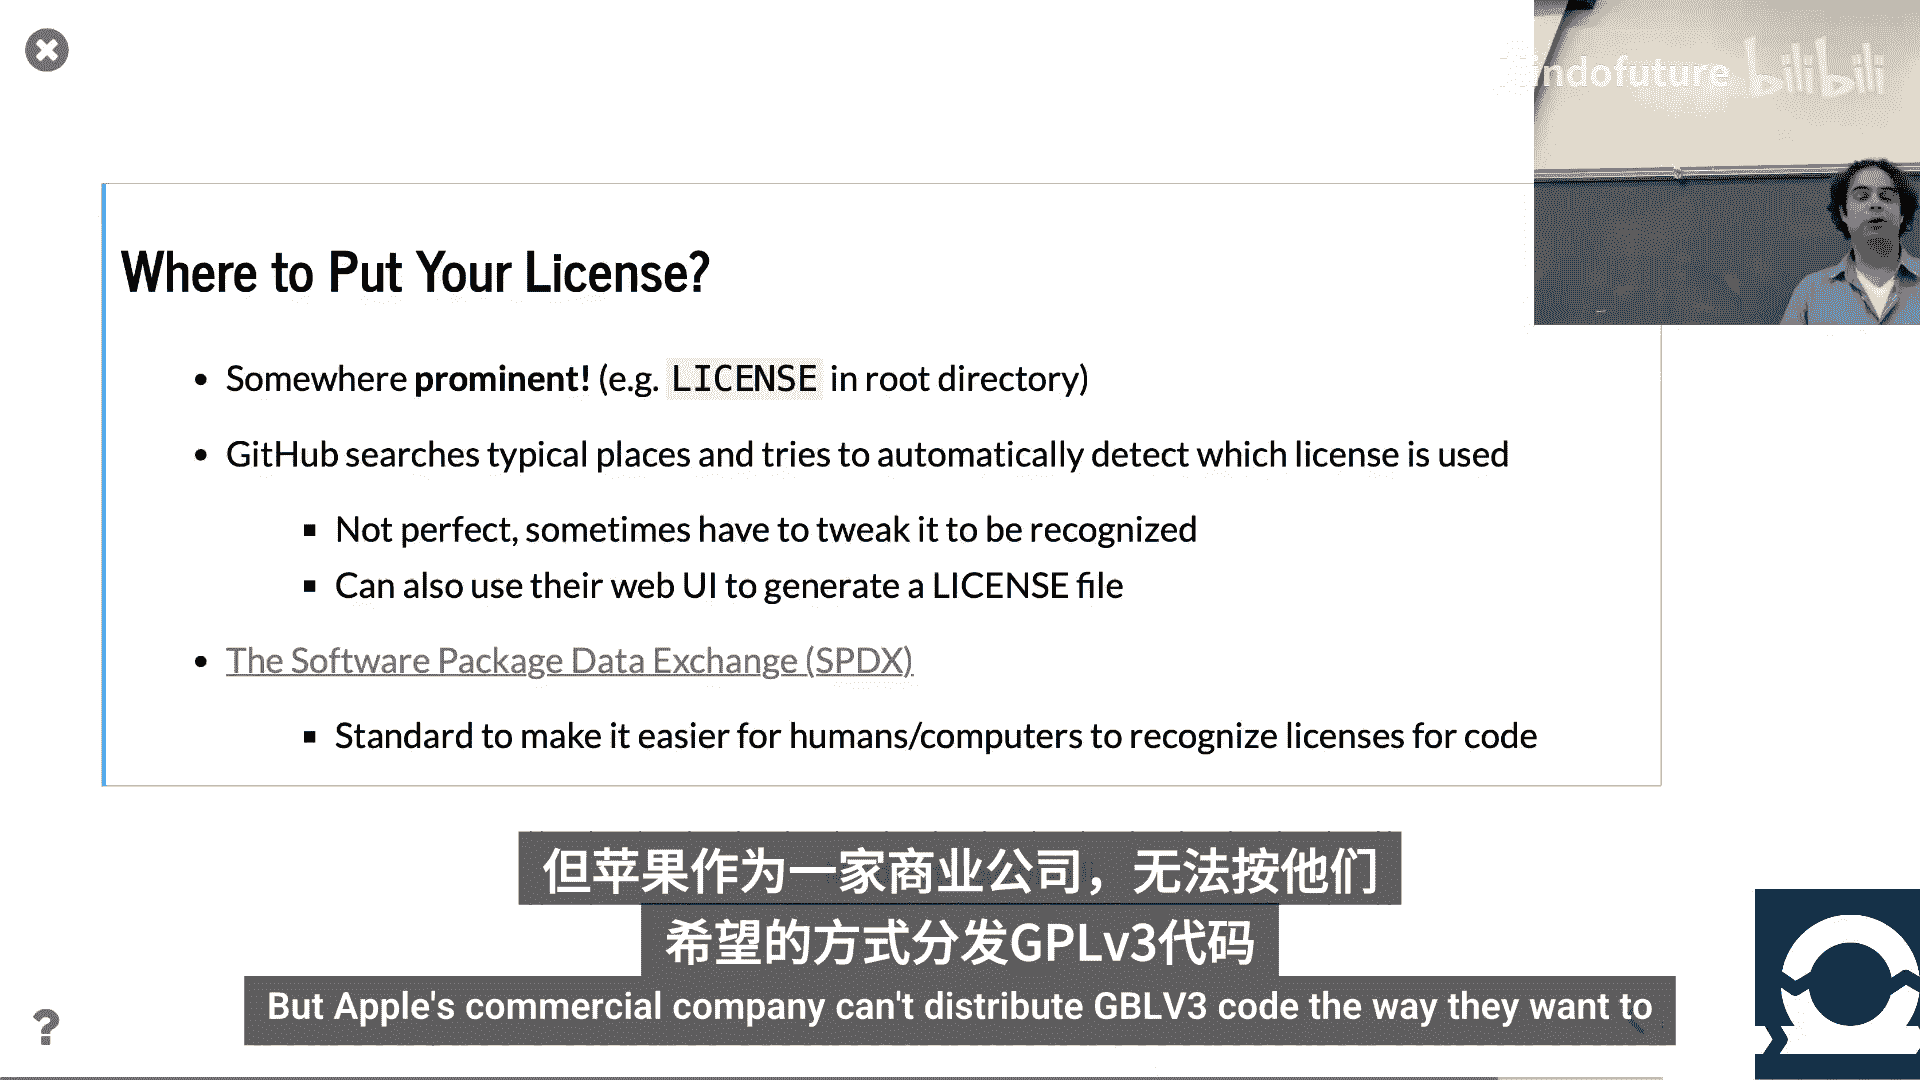 indofuture bilibili
Where to Put Your License?
Somewhere prominent! (e.g. LICENSE in root directory)
GitHub searches typical places and tries to automatically detect which license is used
Not perfect, sometimes have to tweak it to be recognized
Can also use their web UI to generate a LICENSE file
The Software Package Data Exchange (SPDX)
Standard to make it easier for humans/computers to recognize licenses for code
但苹果作为一家商业公司，无法按他们
希望的方式分发GPLv3代码
But Apple's commercial company can't distribute GBLV3 code the way they want to
?